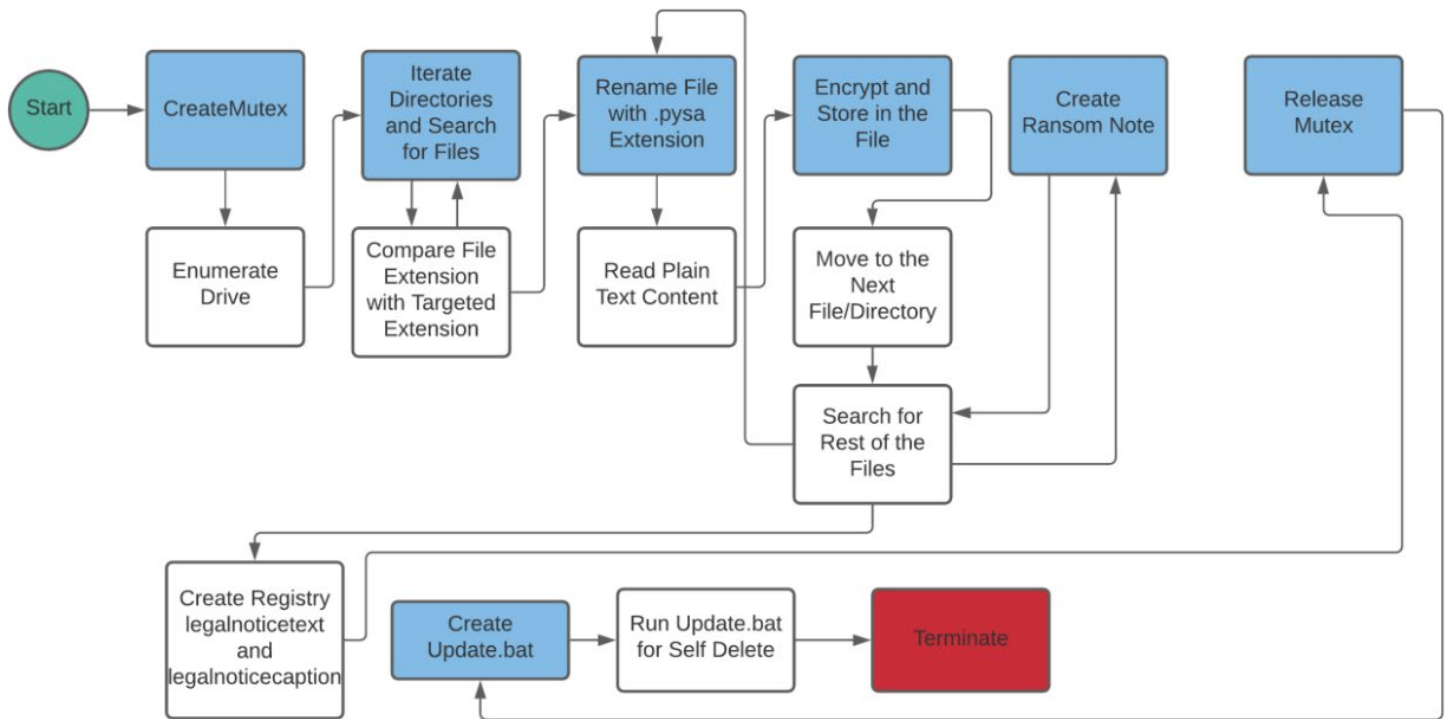 Start
CreateMutex
Iterate
Directories
and Search
for Files
Rename File
with .pysa
Extension
Encrypt and
Store in the
File
Create
Ransom Note
Release
Mutex
Enumerate
Drive
Compare File
Extension
with Targeted
Extension
Read Plain
Text Content
Move to the
Next
File/Directory
Search for
Rest of the
Files
Create Registry
legalnoticetext
and
legalnoticecaption
Create
Update.bat
Run Update.bat
for Self Delete
Terminate